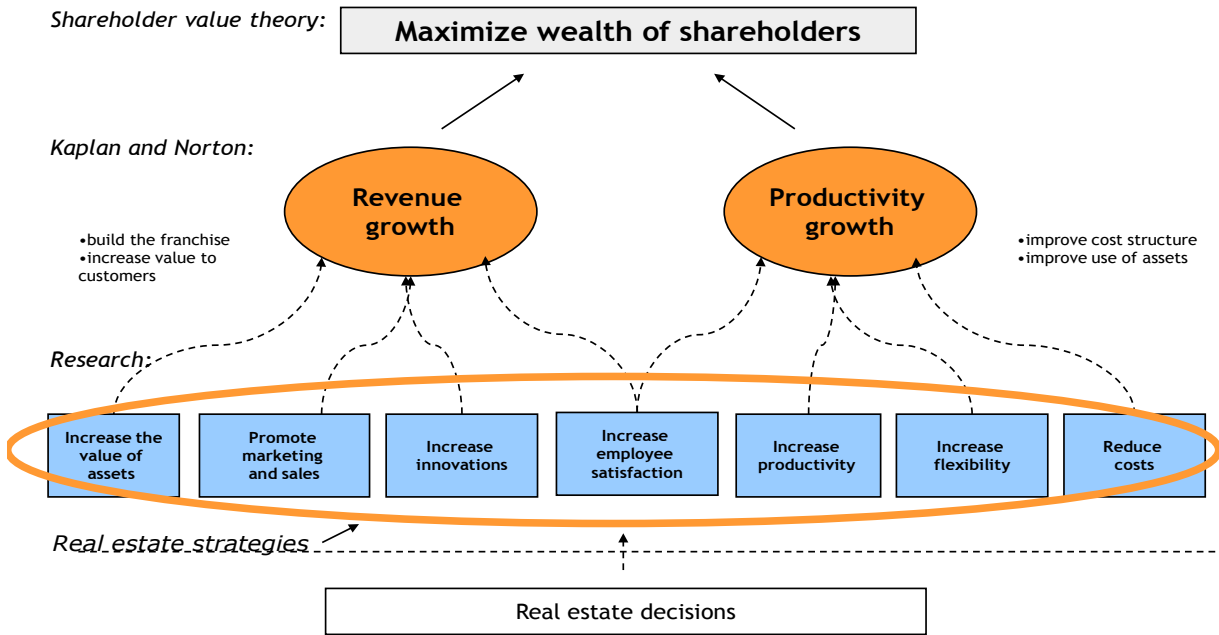 Shareholder value theory:
Maximize wealth of shareholders
Kaplan and Norton:
Revenue
growth
Productivity
growth
•build the franchise
•increase value to
customers
•improve cost structure
•improve use of assets
Research:
Increase the
value of
assets
Promote
marketing
and sales
Increase
innovations
Increase
employee
satisfaction
Increase
productivity
Increase
flexibility
Reduce
costs
Real estate strategies
Real estate decisions